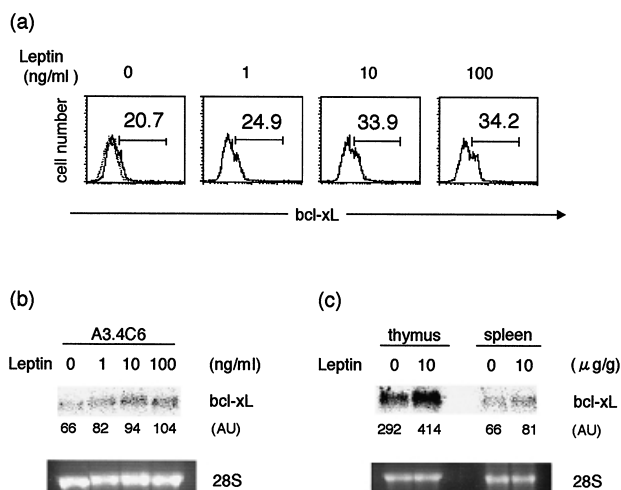 (a)
Leptin
(ng/ml) 0 1 10 100
cell number
20.7 24.9 33.9 34.2
bcl-xL
(b)
A3.4C6
Leptin 0 1 10 100 (ng/ml)
bcl-xL
66 82 94 104 (AU)
28S
(c)
thymus spleen
Leptin 0 10 0 10 (μg/g)
bcl-xL
292 414 66 81 (AU)
28S